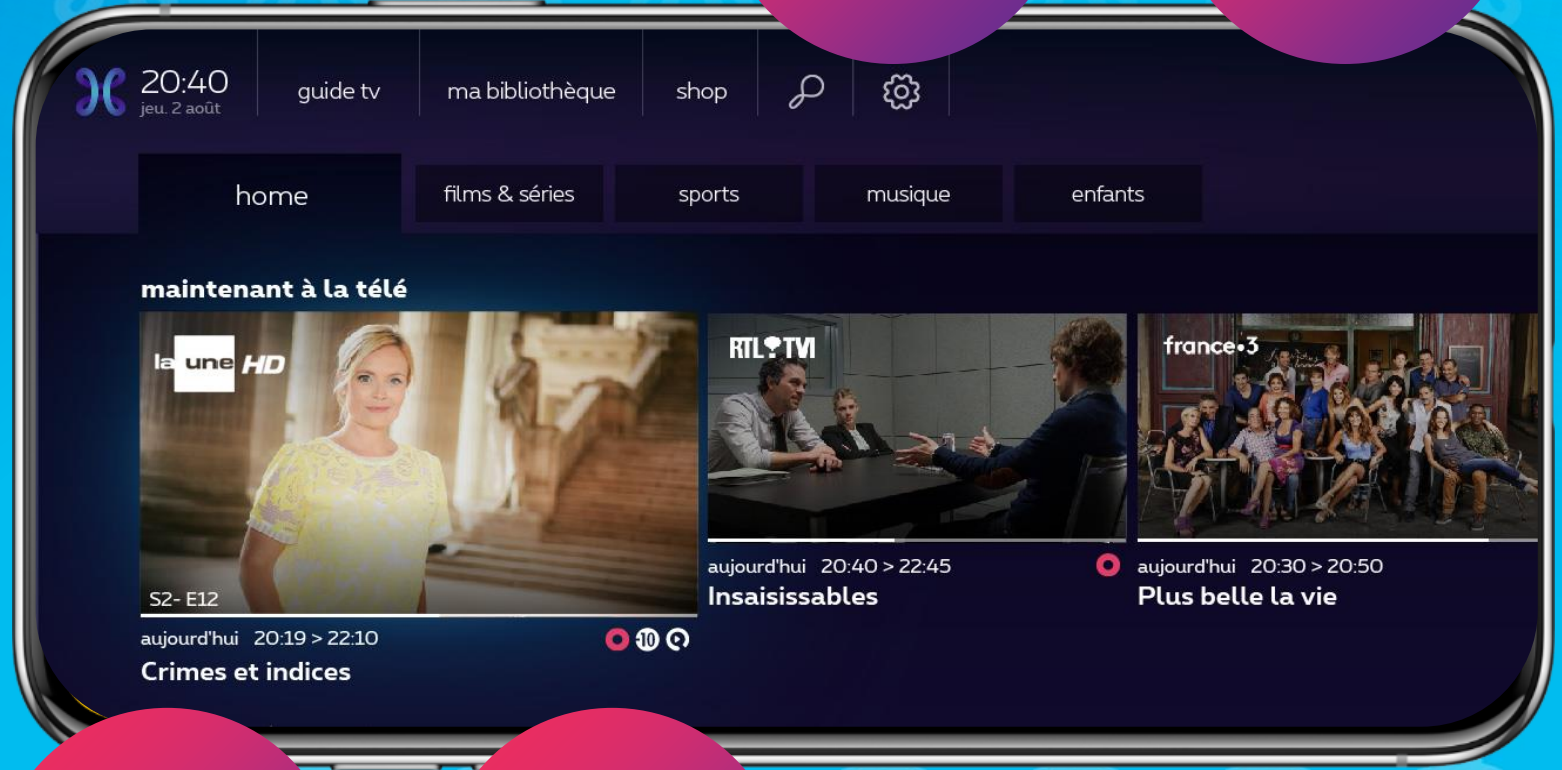 20:40
jeu. 2 août
guide tv
ma bibliothèque
shop
home
films & séries
sports
musique
enfants
maintenant à la télé
la une HD
S2- E12
aujourd'hui 20:19 > 22:10
-10
Crimes et indices
RTL TVI
aujourd'hui 20:40 > 22:45
Insaisissables
france•3
aujourd'hui 20:30 > 20:50
Plus belle la vie